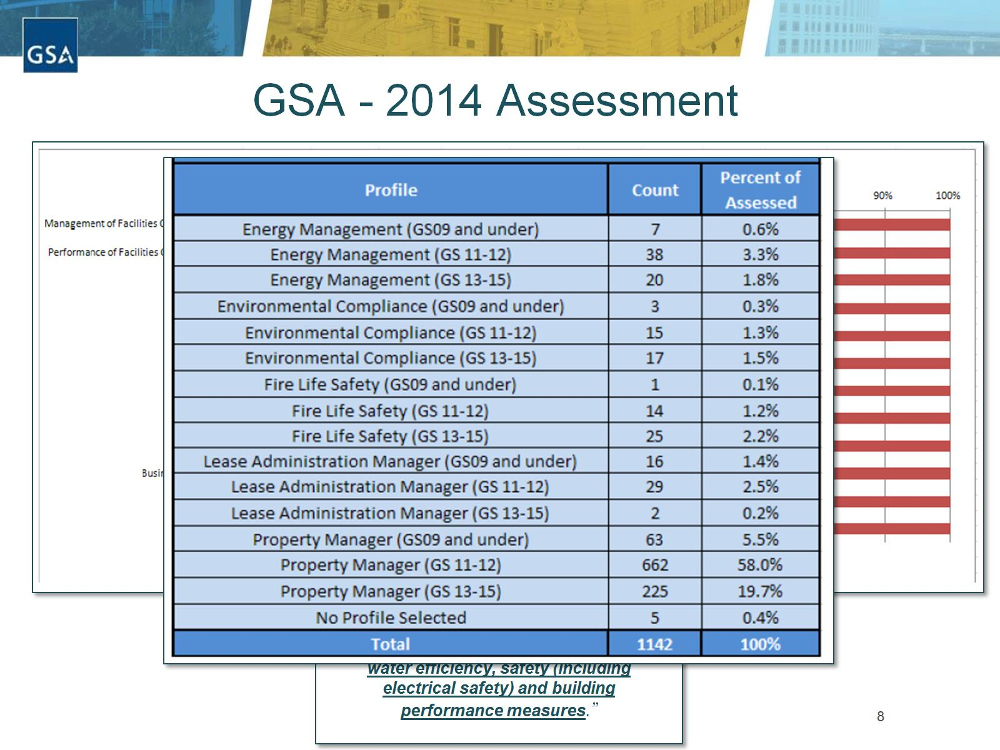 GSA
GSA - 2014 Assessment
90% 100%
Management of Facilities
Performance of Facilities
Profile Count Percent of Assessed
Energy Management (GS09 and under) 7 0.6%
Energy Management (GS 11-12) 38 3.3%
Energy Management (GS 13-15) 20 1.8%
Environmental Compliance (GS09 and under) 3 0.3%
Environmental Compliance (GS 11-12) 15 1.3%
Environmental Compliance (GS 13-15) 17 1.5%
Fire Life Safety (GS09 and under) 1 0.1%
Fire Life Safety (GS 11-12) 14 1.2%
Fire Life Safety (GS 13-15) 25 2.2%
Lease Administration Manager (GS09 and under) 16 1.4%
Lease Administration Manager (GS 11-12) 29 2.5%
Lease Administration Manager (GS 13-15) 2 0.2%
Property Manager (GS09 and under) 63 5.5%
Property Manager (GS 11-12) 662 58.0%
Property Manager (GS 13-15) 225 19.7%
No Profile Selected 5 0.4%
Total 1142 100%
water efficiency, safety (including
electrical safety) and building
performance measures.”
8